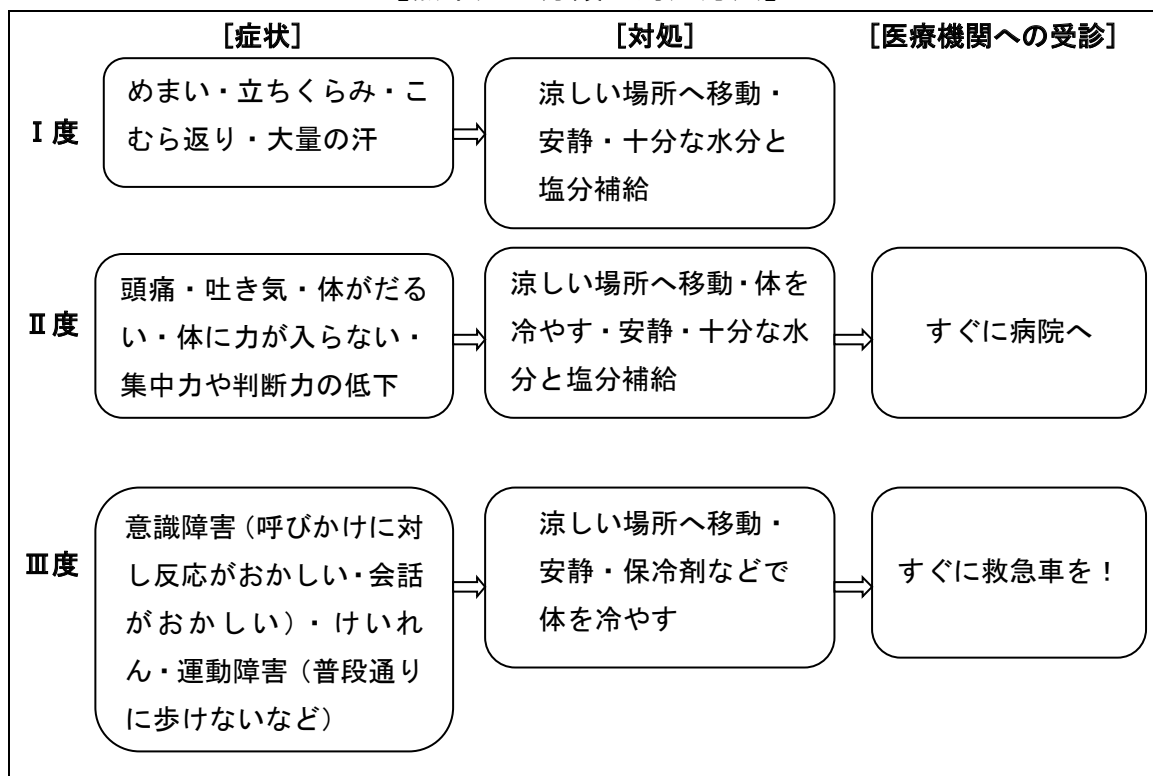 [症状] [対処] [医療機関への受診]
Ⅰ度
めまい・立ちくらみ・こ
むら返り・大量の汗
涼しい場所へ移動・
安静・十分な水分と
塩分補給
Ⅱ度
頭痛・吐き気・体がだる
い・体に力が入らない・
集中力や判断力の低下
涼しい場所へ移動・体を
冷やす・安静・十分な水
分と塩分補給
すぐに病院へ
Ⅲ度
意識障害（呼びかけに対
し反応がおかしい・会話
がおかしい）・けいれ
ん・運動障害（普段通り
に歩けないなど）
涼しい場所へ移動・
安静・保冷剤などで
体を冷やす
すぐに救急車を！